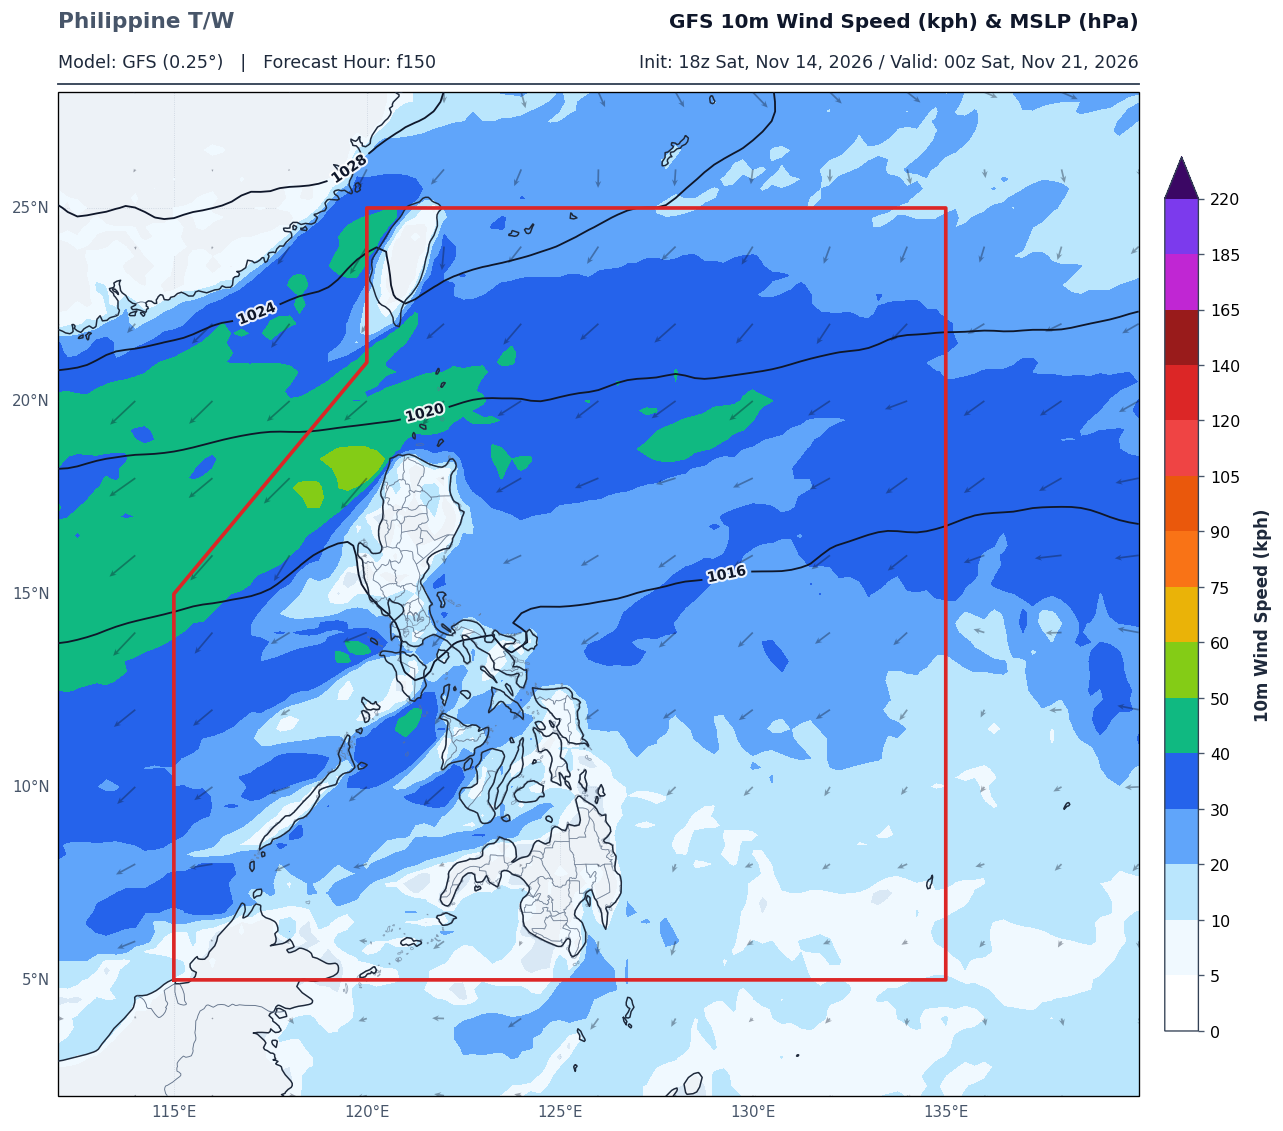 Philippine T/W
GFS 10m Wind Speed (kph) & MSLP (hPa)
Model: GFS (0.25°) | Forecast Hour: f150
Init: 18z Sat, Nov 14, 2026 / Valid: 00z Sat, Nov 21, 2026
1028
1024
1020
1016
25°N
20°N
15°N
10°N
5°N
115°E
120°E
125°E
130°E
135°E
220
185
165
140
120
105
90
75
60
50
40
30
20
10
5
0
10m Wind Speed (kph)